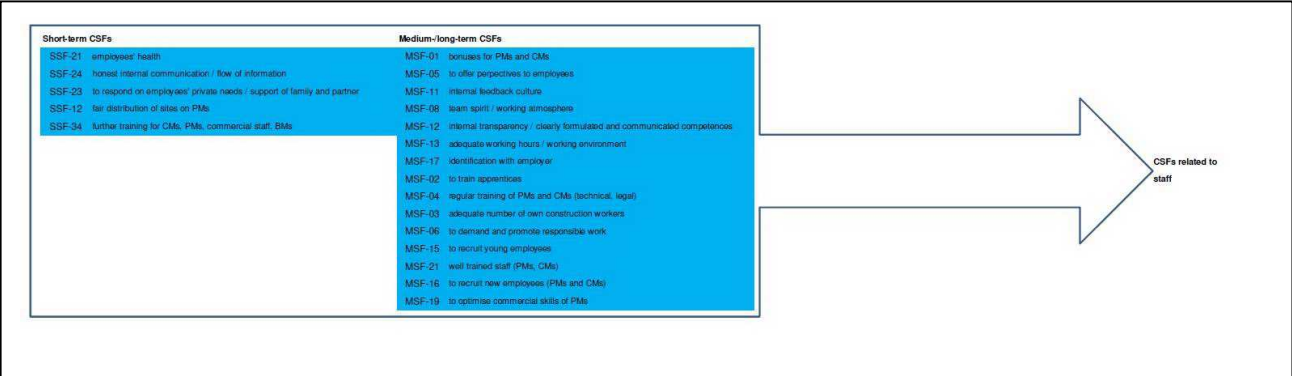 Short-term CSFs
SSF-21 employees' health
SSF-24 honest internal communication / flow of information
SSF-23 to respond on employees' private needs / support of family and partner
SSF-12 fair distribution of sites on PMs
SSF-34 further training for CMs, PMs, commercial staff, BMs
Medium-/long-term CSFs
MSF-01 bonuses for PMs and CMs
MSF-05 to offer perpectives to employees
MSF-11 internal feedback culture
MSF-08 team spirit / working atmosphere
MSF-12 internal transparency / clearly formulated and communicated competences
MSF-13 adequate working hours / working environment
MSF-17 identification with employer
MSF-02 to train apprentices
MSF-04 regular training of PMs and CMs (technical, legal)
MSF-03 adequate number of own construction workers
MSF-06 to demand and promote responsible work
MSF-15 to recruit young employees
MSF-21 well trained staff (PMs, CMs)
MSF-16 to recruit new employees (PMs and CMs)
MSF-19 to optimise commercial skills of PMs
CSFs related to
staff